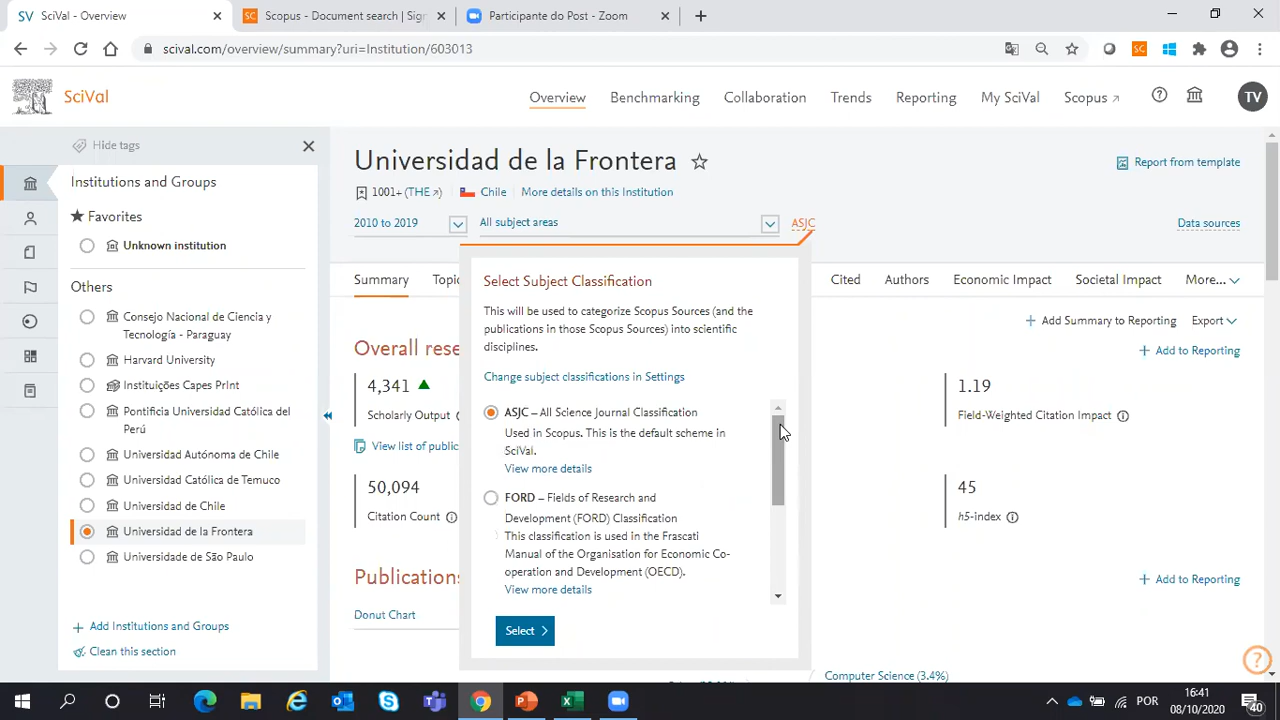 SciVal - Overview
Scopus - Document search | Sig
Participante do Post - Zoom
scival.com/overview/summary?uri=Institution/603013
SciVal
Overview
Benchmarking
Collaboration
Trends
Reporting
My SciVal
Scopus
TV
Hide tags
Institutions and Groups
Favorites
Unknown institution
Others
Consejo Nacional de Ciencia y
Tecnología - Paraguay
Harvard University
Instituições Capes PrInt
Pontificia Universidad Católica del
Perú
Universidad Autónoma de Chile
Universidad Católica de Temuco
Universidad de Chile
Universidad de la Frontera
Universidade de São Paulo
+ Add Institutions and Groups
Clean this section
Universidad de la Frontera
Report from template
1001+ (THE ↗)
Chile
More details on this Institution
2010 to 2019
All subject areas
ASJC
Data sources
Summary
Topi
Cited
Authors
Economic Impact
Societal Impact
More...
+ Add Summary to Reporting
Export
Overall rese
+ Add to Reporting
4,341
Scholarly Output
View list of public
1.19
Field-Weighted Citation Impact
50,094
Citation Count
45
h5-index
Publications
+ Add to Reporting
Donut Chart
Computer Science (3.4%)
Select Subject Classification
This will be used to categorize Scopus Sources (and the
publications in those Scopus Sources) into scientific
disciplines.
Change subject classifications in Settings
ASJC – All Science Journal Classification
Used in Scopus. This is the default scheme in
SciVal.
View more details
FORD – Fields of Research and
Development (FORD) Classification
This classification is used in the Frascati
Manual of the Organisation for Economic Co-
operation and Development (OECD).
View more details
Select
POR
16:41
08/10/2020
40